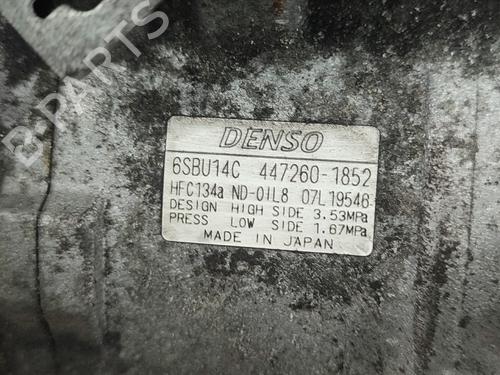 B-PARTS
DENSO
6SBU14C 447260-1852
HFC134a ND-OIL8 07L19546
DESIGN HIGH SIDE 3.53MPa
PRESS LOW SIDE 1.67MPa
MADE IN JAPAN